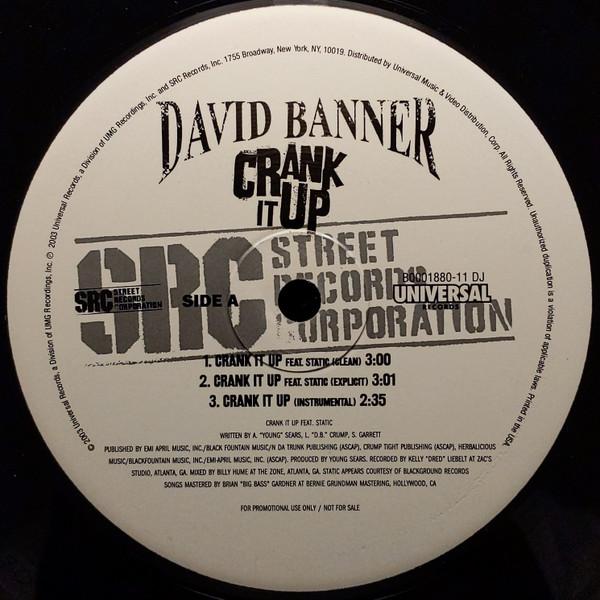 ℗ 2003 Universal Records, a Division of UMG Recordings, Inc. © 2003 Universal Records, a Division of UMG Recordings, Inc. and SRC Records, Inc. 1755 Broadway, New York, NY, 10019. Distributed by Universal Music & Video Distribution, Corp. All Rights Reserved. Unauthorized duplication is a violation of applicable laws. Printed in the USA.
DAVID BANNER
CRANK
IT UP
SRC STREET
RECORDS
CORPORATION
SRC STREET RECORDS CORPORATION
SIDE A
B0001880-11 DJ
UNIVERSAL
RECORDS
1. CRANK IT UP FEAT. STATIC (CLEAN) 3:00
2. CRANK IT UP FEAT. STATIC (EXPLICIT) 3:01
3. CRANK IT UP (INSTRUMENTAL) 2:35
CRANK IT UP FEAT. STATIC
WRITTEN BY A. "YOUNG" SEARS, L. "D.B." CRUMP, S. GARRETT
PUBLISHED BY EMI APRIL MUSIC, INC./BLACK FOUNTAIN MUSIC/N DA TRUNK PUBLISHING (ASCAP), CRUMP TIGHT PUBLISHING (ASCAP), HERBALICIOUS
MUSIC/BLACKFOUNTAIN MUSIC, INC./EMI-APRIL MUSIC, INC. (ASCAP). PRODUCED BY YOUNG SEARS. RECORDED BY KELLY "DRED" LIEBELT AT ZAC'S
STUDIO, ATLANTA, GA. MIXED BY BILLY HUME AT THE ZONE, ATLANTA, GA. STATIC APPEARS COURTESY OF BLACKGROUND RECORDS
SONGS MASTERED BY BRIAN "BIG BASS" GARDNER AT BERNIE GRUNDMAN MASTERING, HOLLYWOOD, CA
FOR PROMOTIONAL USE ONLY / NOT FOR SALE